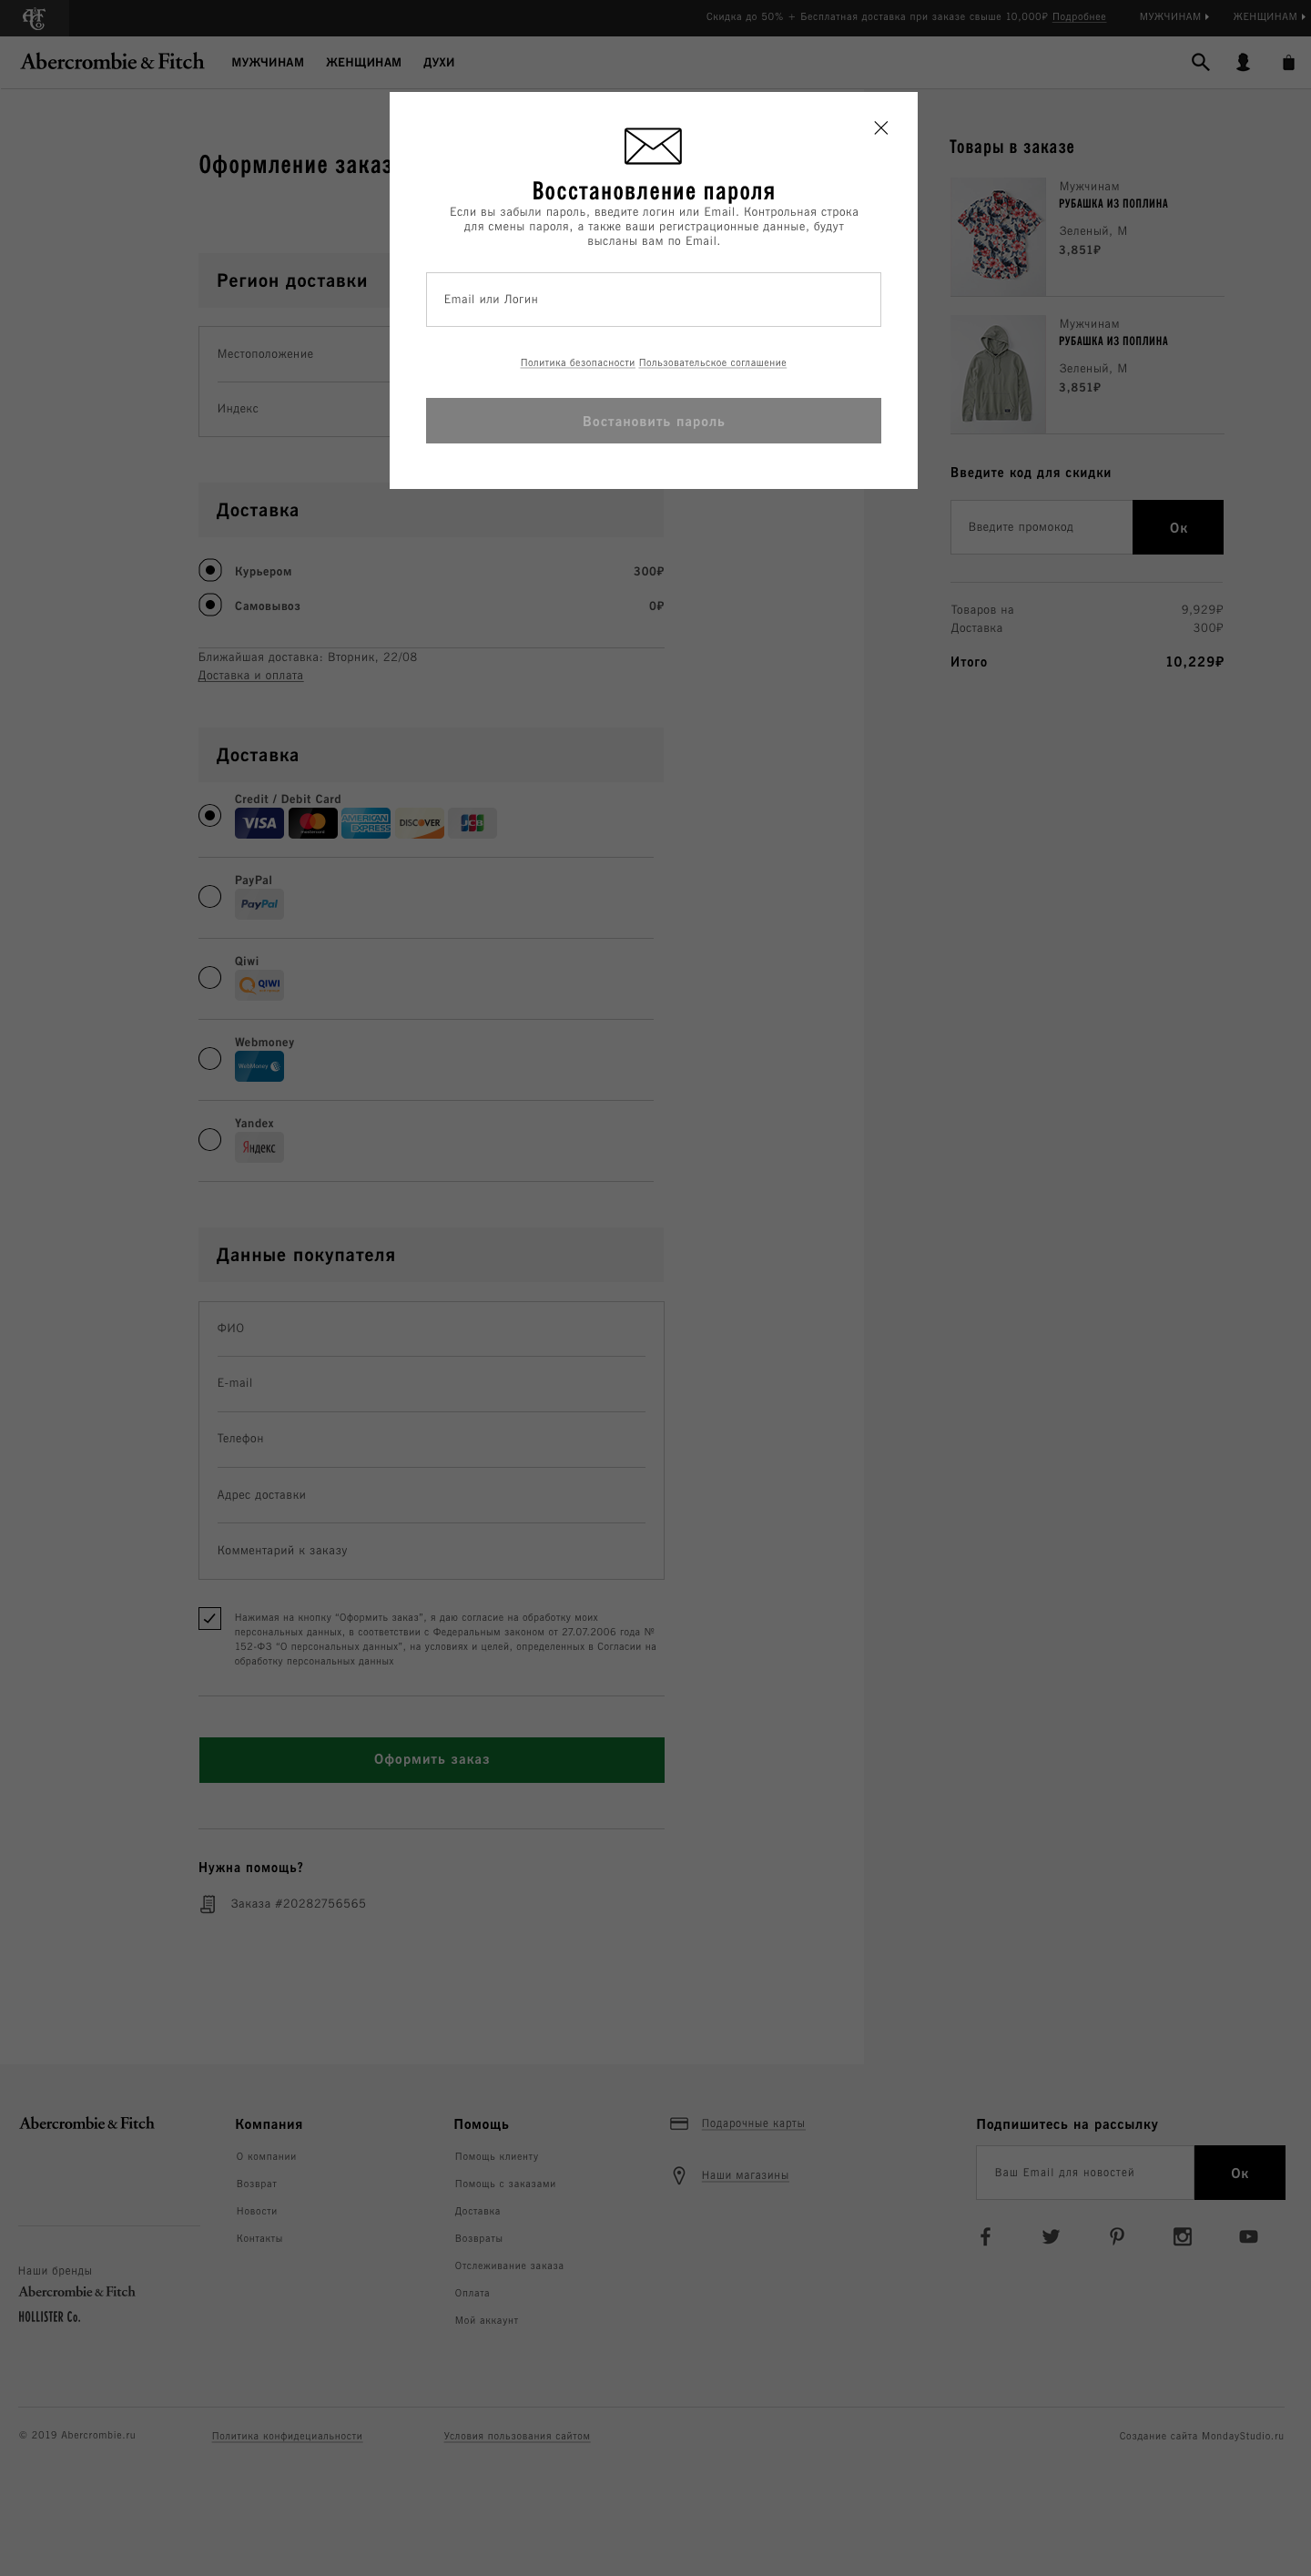 Скидка до 50% + Бесплатная доставка при заказе свыше 10,000₽ Подробнее
МУЖЧИНАМ
ЖЕНЩИНАМ
Abercrombie & Fitch
МУЖЧИНАМ
ЖЕНЩИНАМ
ДУХИ
Восстановление пароля
Если вы забыли пароль, введите логин или Email. Контрольная строка
для смены пароля, а также ваши регистрационные данные, будут
высланы вам по Email.
Email или Логин
Политика безопасности Пользовательское соглашение
Востановить пароль
Оформление заказ
Регион доставки
Местоположение
Индекс
Доставка
Курьером 300₽
Самовывоз 0₽
Ближайшая доставка: Вторник, 22/08
Доставка и оплата
Доставка
Credit / Debit Card
VISA
mastercard
AMERICAN EXPRESS
DISCOVER
JCB
PayPal
PayPal
Qiwi
QIWI
Webmoney
WebMoney
Yandex
Яндекс
Данные покупателя
ФИО
E-mail
Телефон
Адрес доставки
Комментарий к заказу
Нажимая на кнопку “Оформить заказ”, я даю согласие на обработку моих
персональных данных, в соответствии с Федеральным законом от 27.07.2006 года №
152-ФЗ “О персональных данных”, на условиях и целей, определенных в Согласии на
обработку персональных данных
Оформить заказ
Нужна помощь?
Заказа #20282756565
Товары в заказе
Мужчинам
РУБАШКА ИЗ ПОПЛИНА
Зеленый, M
3,851₽
Мужчинам
РУБАШКА ИЗ ПОПЛИНА
Зеленый, M
3,851₽
Введите код для скидки
Введите промокод
Ок
Товаров на 9,929₽
Доставка 300₽
Итого 10,229₽
Abercrombie & Fitch
Наши бренды
Abercrombie & Fitch
HOLLISTER Co.
Компания
О компании
Возврат
Новости
Контакты
Помощь
Помощь клиенту
Помощь с заказами
Доставка
Возвраты
Отслеживание заказа
Оплата
Мой аккаунт
Подарочные карты
Наши магазины
Подпишитесь на рассылку
Ваш Email для новостей
Ок
© 2019 Abercrombie.ru
Политика конфидециальности
Условия пользования сайтом
Создание сайта MondayStudio.ru